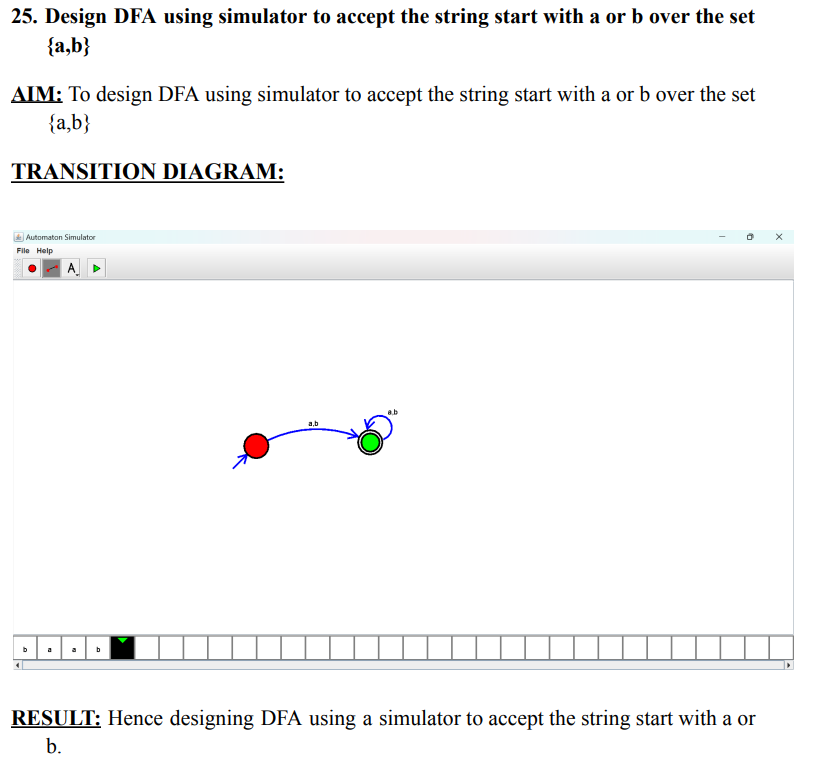 25. Design DFA using simulator to accept the string start with a or b over the set
{a,b}
AIM: To design DFA using simulator to accept the string start with a or b over the set
{a,b}
TRANSITION DIAGRAM:
Automaton Simulator
File Help
A
a,b
a,b
b a a b
RESULT: Hence designing DFA using a simulator to accept the string start with a or
b.